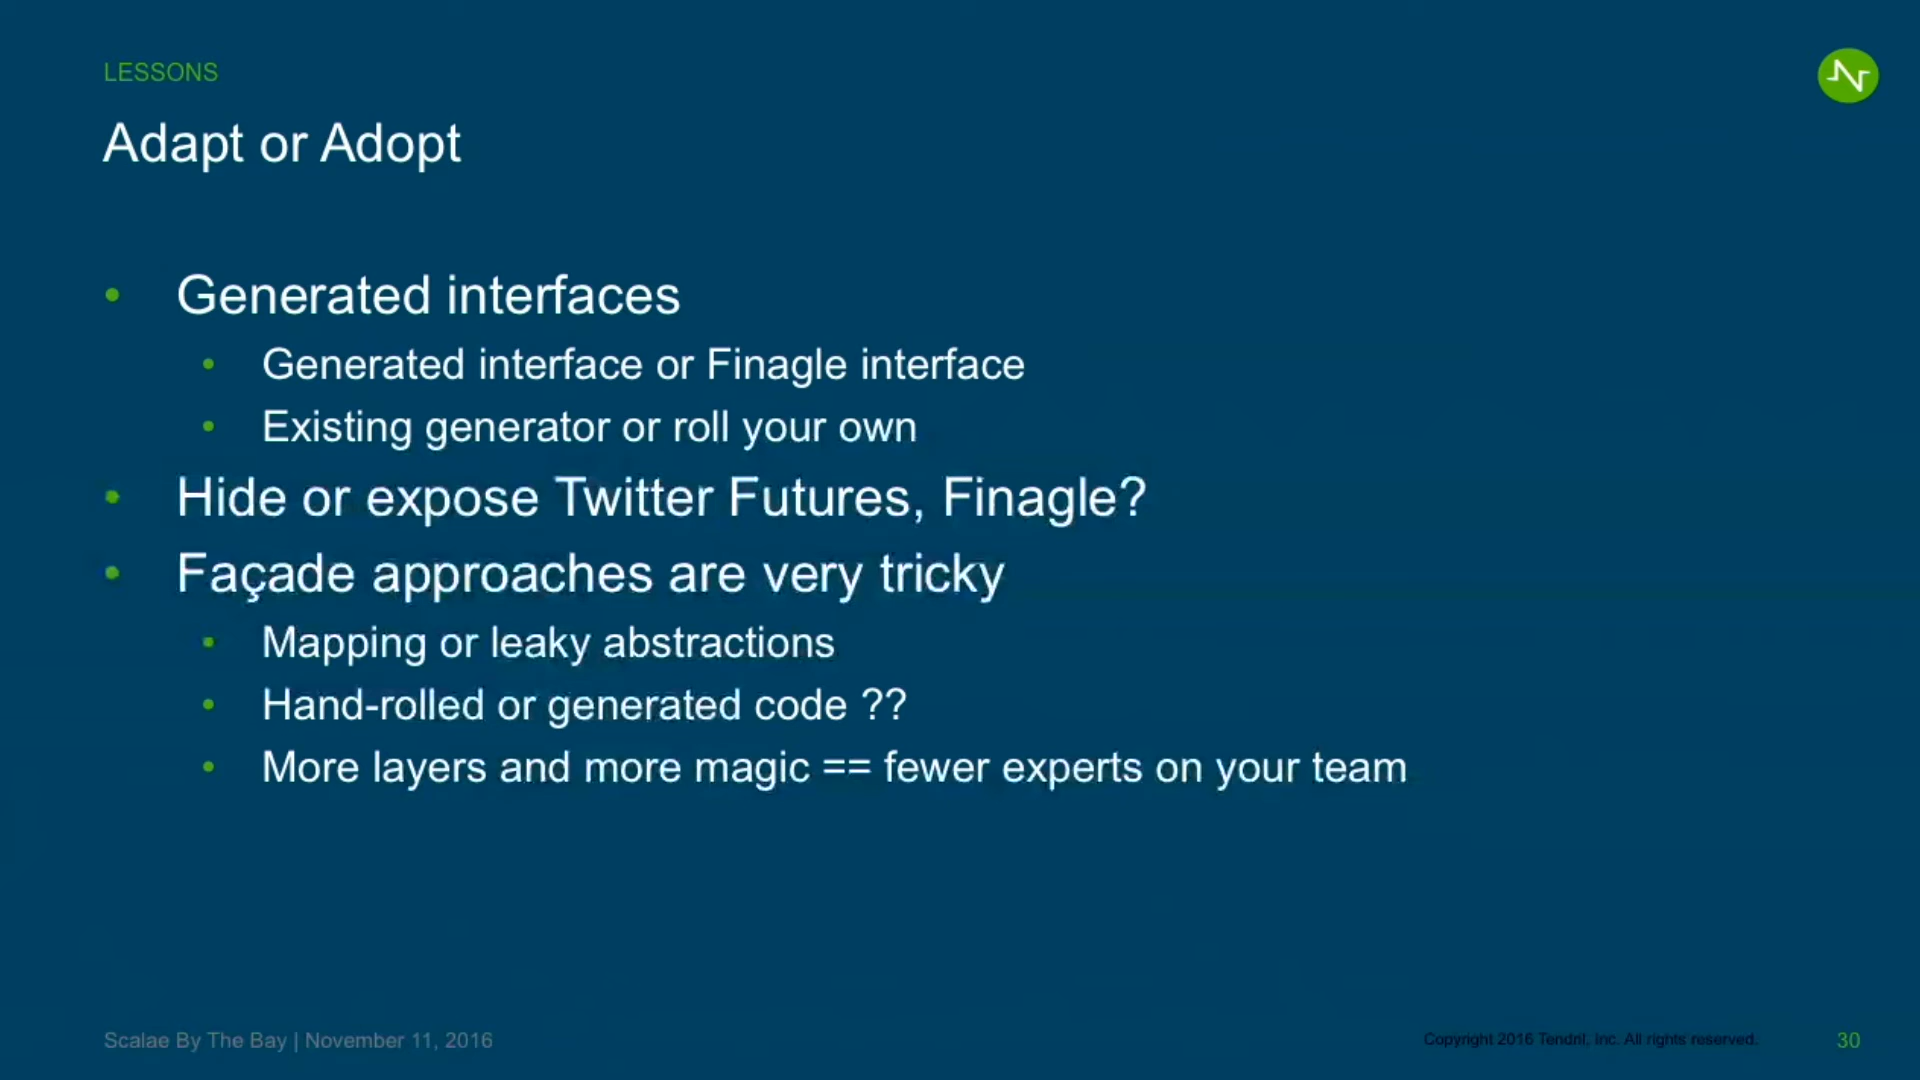 LESSONS
Adapt or Adopt
• Generated interfaces
• Generated interface or Finagle interface
• Existing generator or roll your own
• Hide or expose Twitter Futures, Finagle?
• Façade approaches are very tricky
• Mapping or leaky abstractions
• Hand-rolled or generated code ??
• More layers and more magic == fewer experts on your team
Scalae By The Bay | November 11, 2016
Copyright 2016 Tendril, Inc. All rights reserved.
30